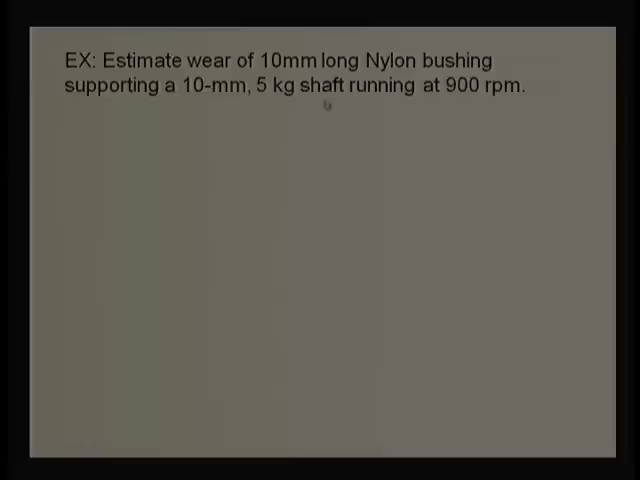 EX: Estimate wear of 10mm long Nylon bushing
supporting a 10-mm, 5 kg shaft running at 900 rpm.